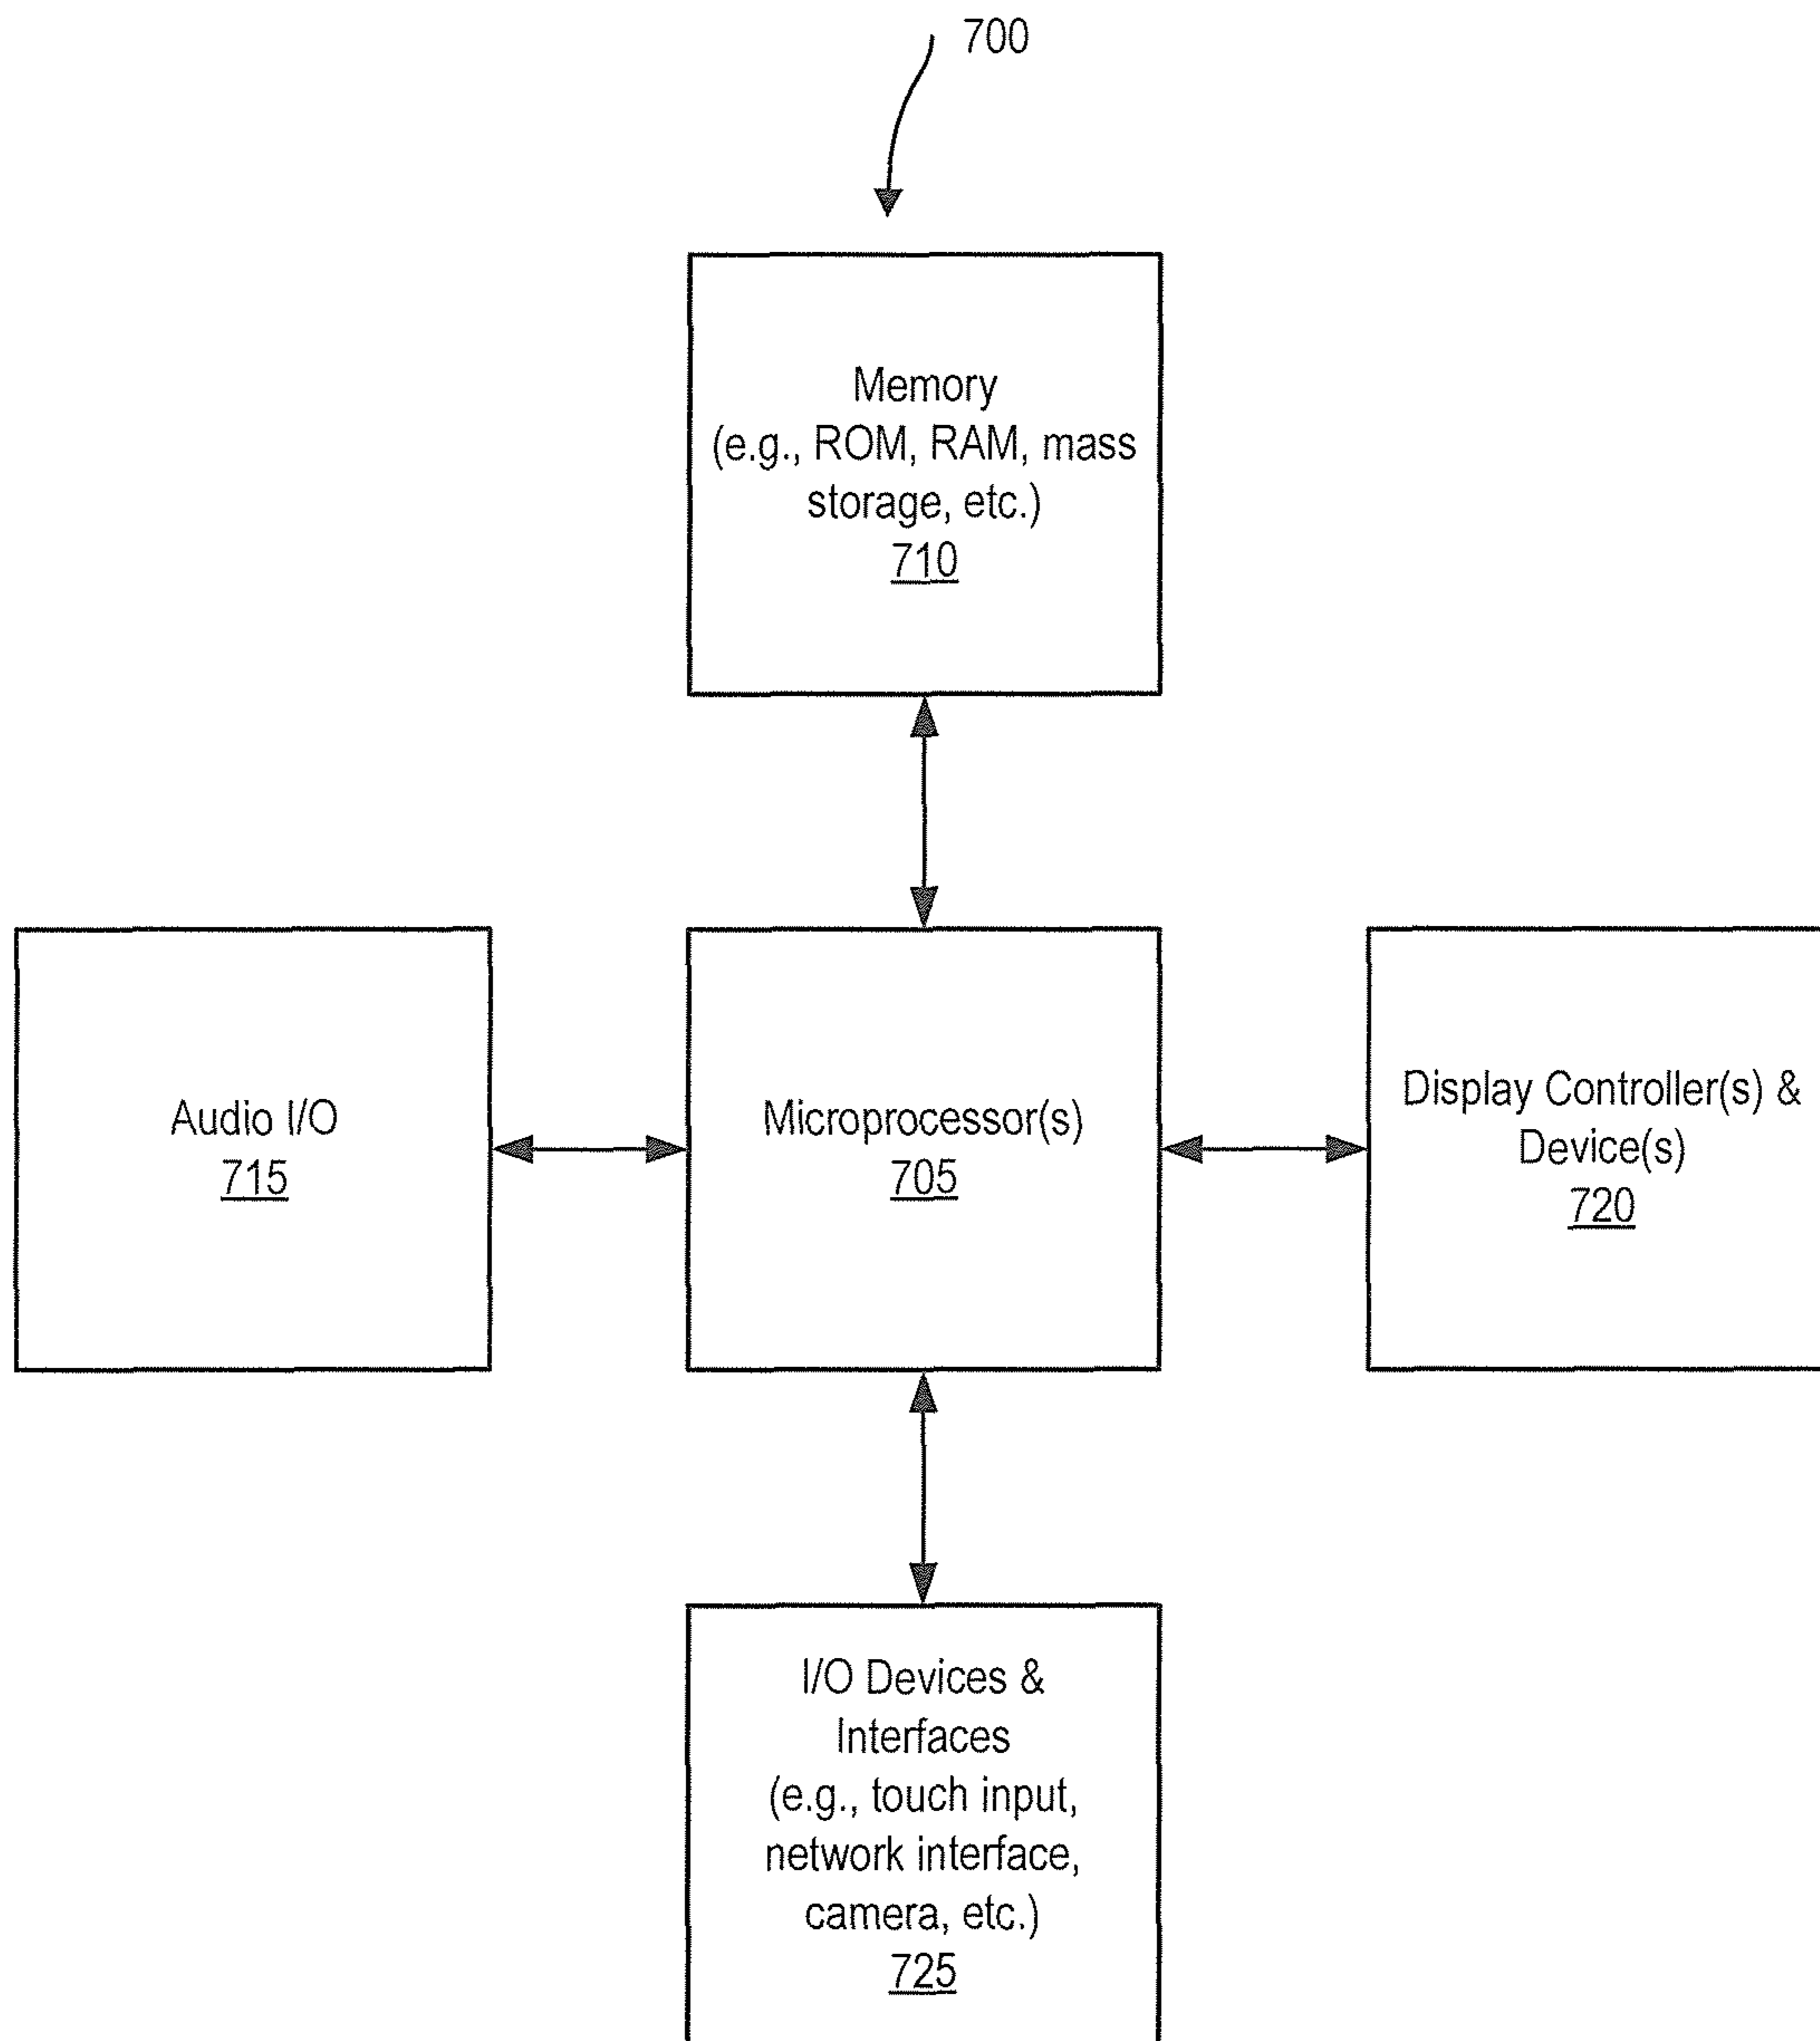 700
Memory
(e.g., ROM, RAM, mass
storage, etc.)
710
Audio I/O
715
Microprocessor(s)
705
Display Controller(s) &
Device(s)
720
I/O Devices &
Interfaces
(e.g., touch input,
network interface,
camera, etc.)
725